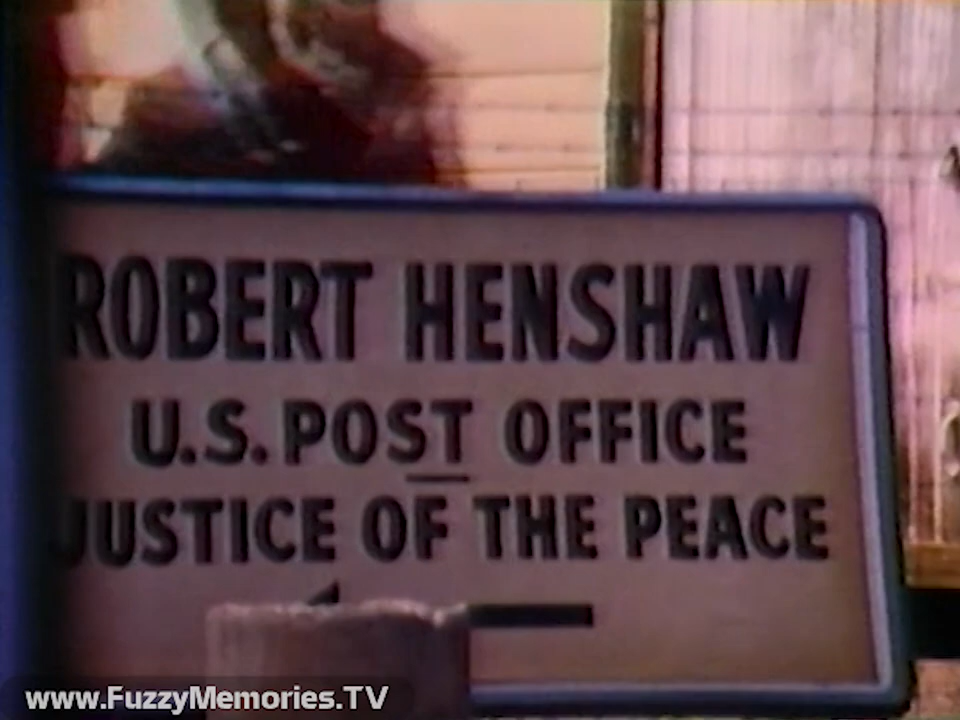 ROBERT HENSHAW
U.S. POST OFFICE
JUSTICE OF THE PEACE
www.FuzzyMemories.TV